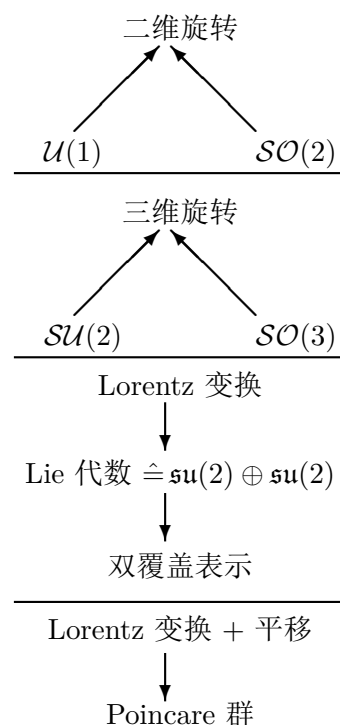 二维旋转
𝒰(1) 𝒮𝒪(2)
三维旋转
𝒮𝒰(2) 𝒮𝒪(3)
Lorentz 变换
Lie 代数 ≙ 𝔰𝔲(2) ⊕ 𝔰𝔲(2)
双覆盖表示
Lorentz 变换 + 平移
Poincare 群